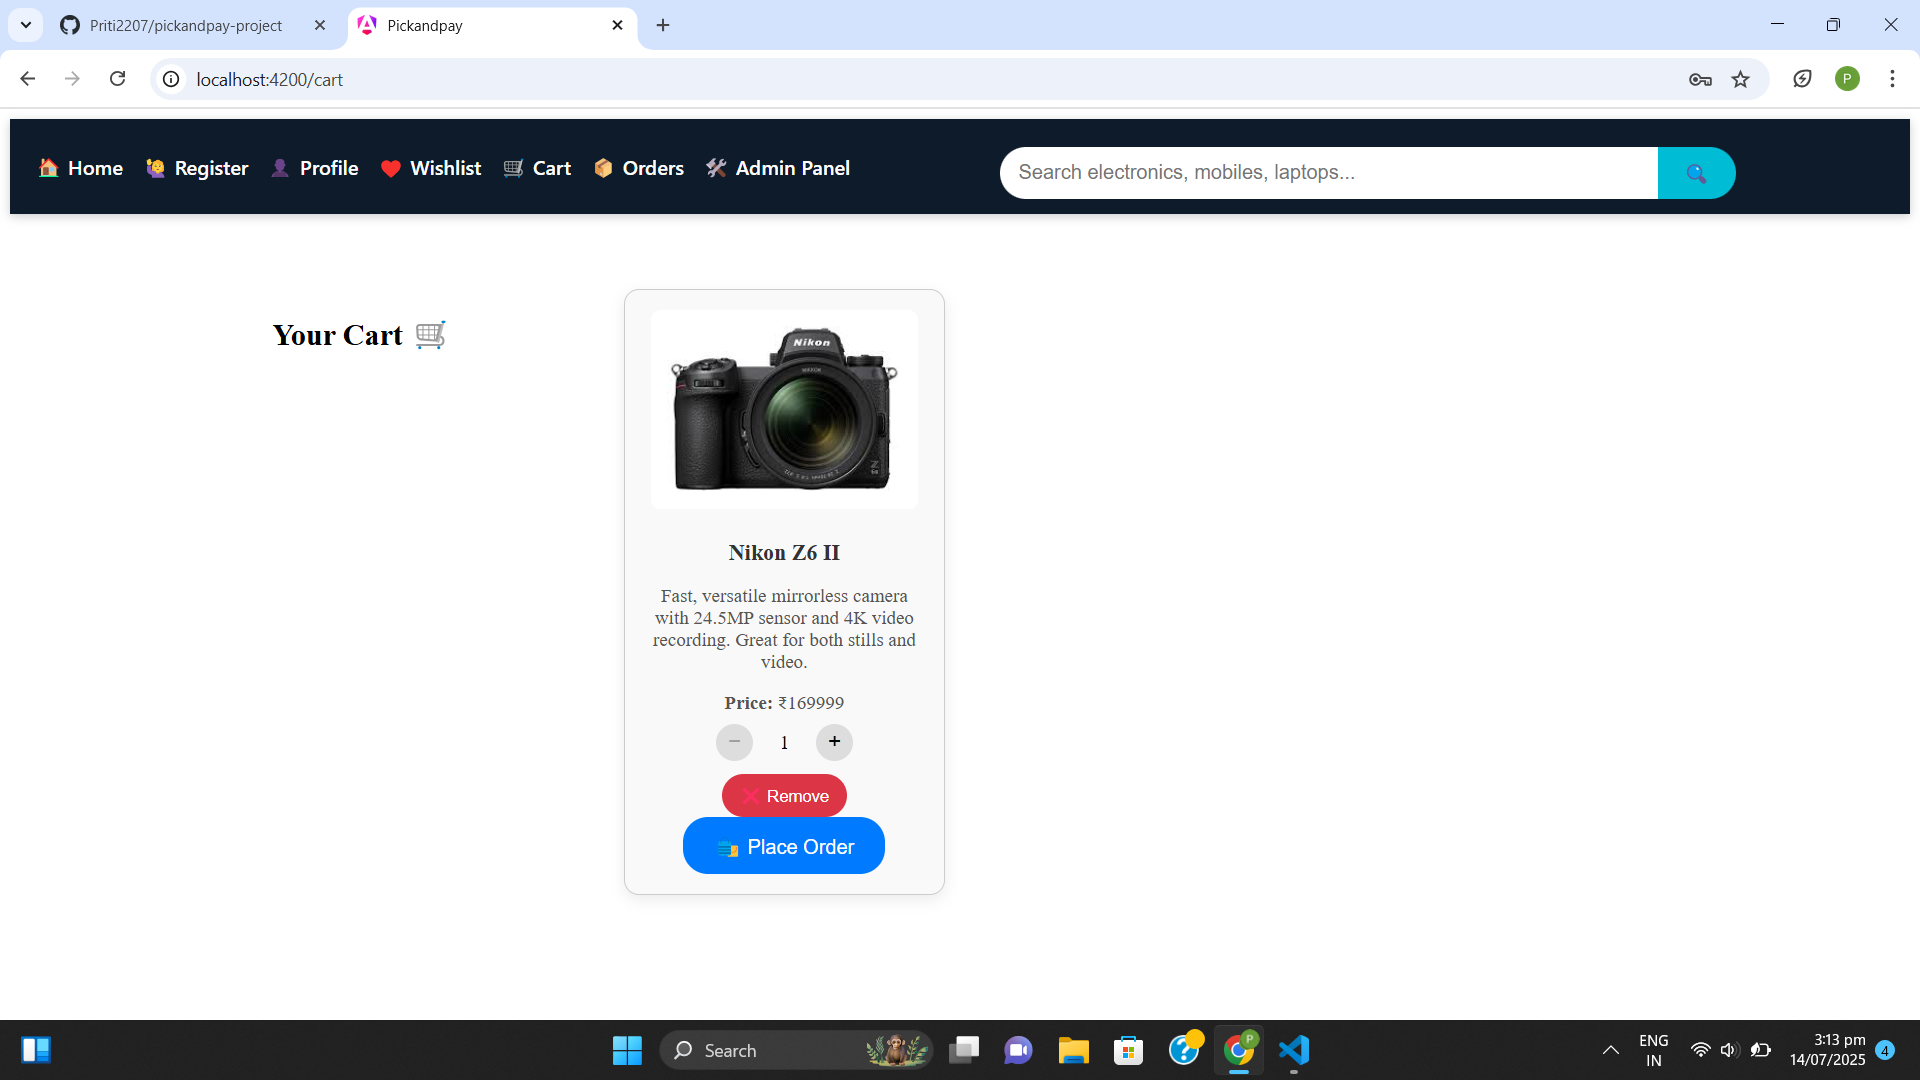 Priti2207/pickandpay-project
Pickandpay
localhost:4200/cart
P
Home
Register
Profile
Wishlist
Cart
Orders
Admin Panel
Search electronics, mobiles, laptops...
Your Cart
Nikon
Z
6II
Nikon Z6 II
Fast, versatile mirrorless camera
with 24.5MP sensor and 4K video
recording. Great for both stills and
video.
Price: ₹169999
− 1 +
Remove
Place Order
Search
P
ENG
IN
3:13 pm
14/07/2025
4